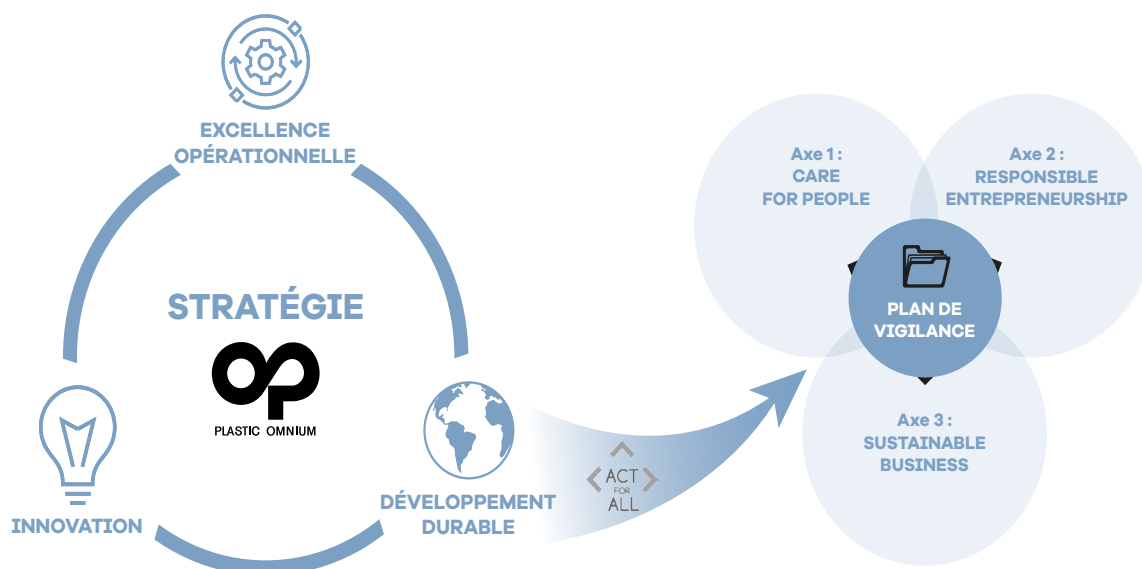 EXCELLENCE
OPÉRATIONNELLE
STRATÉGIE
PLASTIC OMNIUM
INNOVATION
DÉVELOPPEMENT
DURABLE
ACT
FOR
ALL
Axe 1 :
CARE
FOR PEOPLE
Axe 2 :
RESPONSIBLE
ENTREPRENEURSHIP
PLAN DE
VIGILANCE
Axe 3 :
SUSTAINABLE
BUSINESS